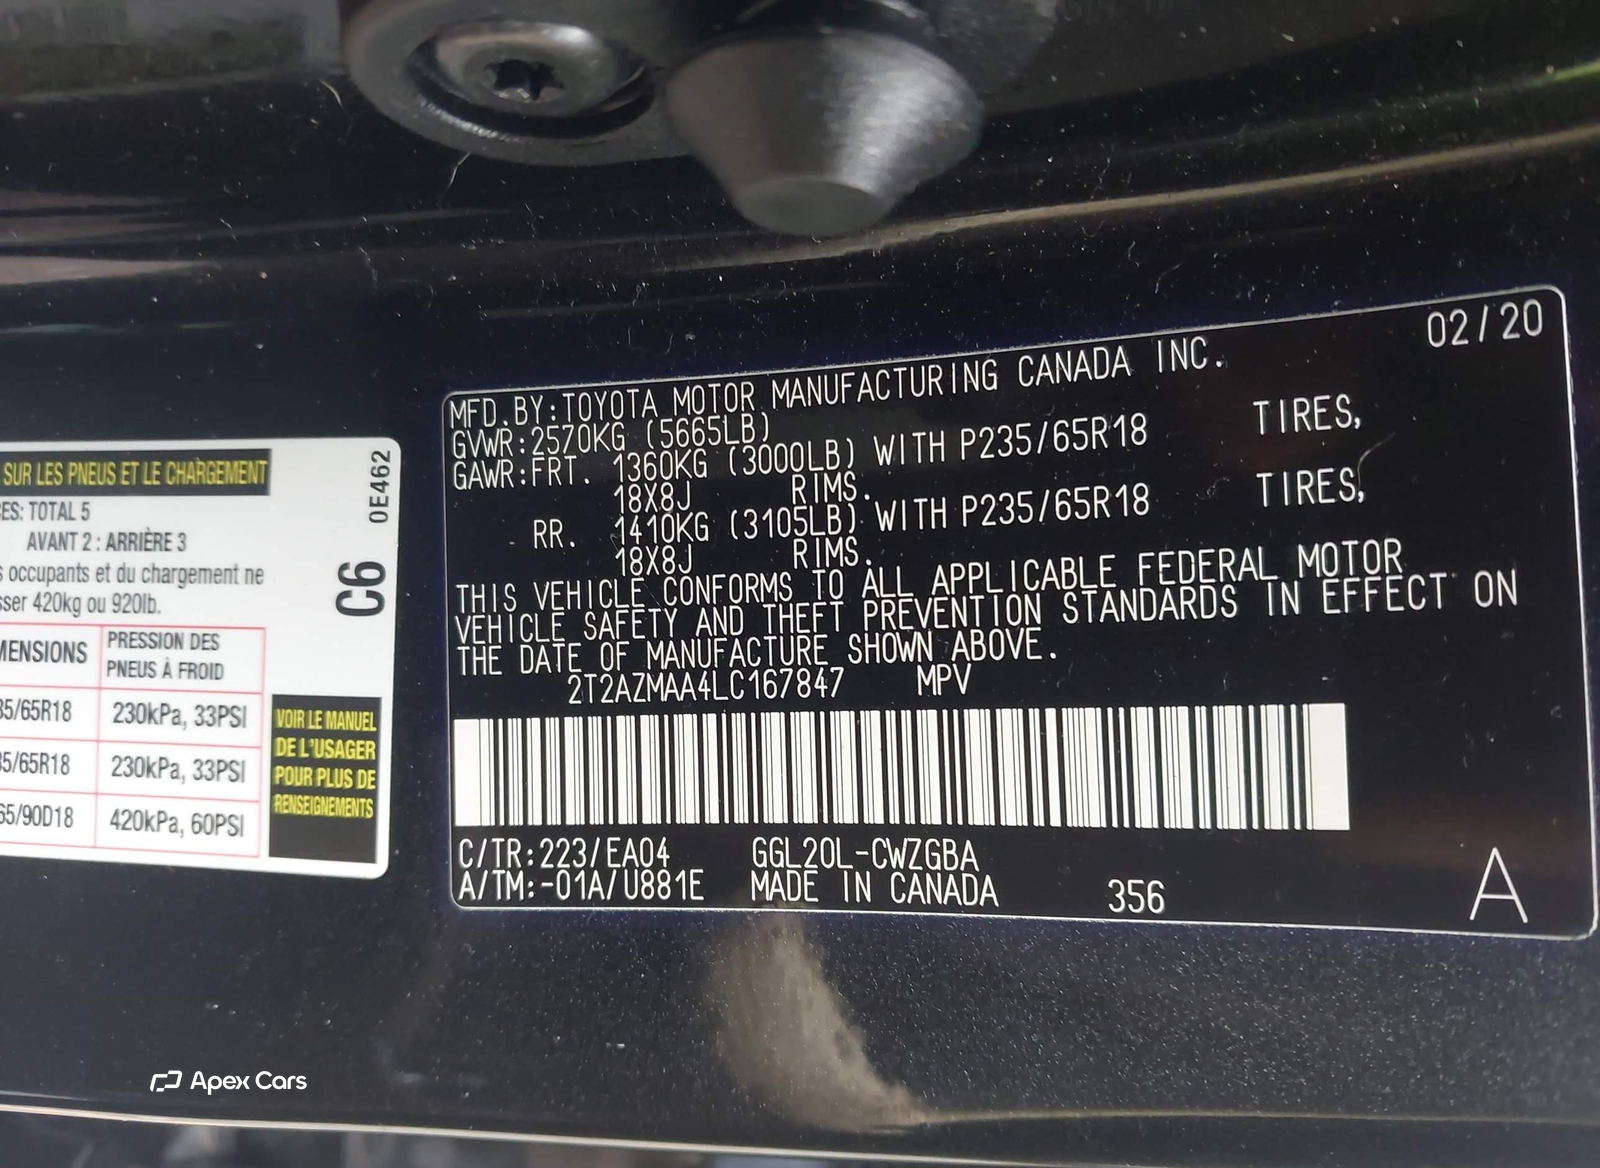 SUR LES PNEUS ET LE CHARGEMENT
TOTAL 5
AVANT 2 : ARRIÈRE 3
occupants et du chargement ne
420kg ou 920lb.
PRESSION DES
PNEUS À FROID
/65R18 230kPa, 33PSI
/65R18 230kPa, 33PSI
/90D18 420kPa, 60PSI
0E462
C6
VOIR LE MANUEL
DE L'USAGER
POUR PLUS DE
RENSEIGNEMENTS
02/20
MFD.BY:TOYOTA MOTOR MANUFACTURING CANADA INC.
GVWR:2570KG (5665LB)
GAWR:FRT. 1360KG (3000LB) WITH P235/65R18 TIRES,
18X8J RIMS.
RR. 1410KG (3105LB) WITH P235/65R18 TIRES,
18X8J RIMS.
THIS VEHICLE CONFORMS TO ALL APPLICABLE FEDERAL MOTOR
VEHICLE SAFETY AND THEFT PREVENTION STANDARDS IN EFFECT ON
THE DATE OF MANUFACTURE SHOWN ABOVE.
2T2AZMAA4LC167847 MPV
C/TR:223/EA04 GGL20L-CWZGBA
A/TM:-01A/U881E MADE IN CANADA 356
A
Apex Cars